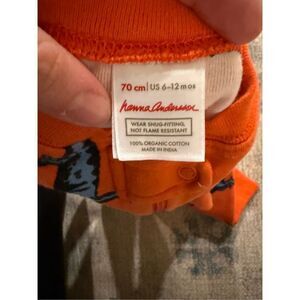 70 cm | US 6-12 mos
hanna andersson
WEAR SNUG-FITTING,
NOT FLAME RESISTANT
100% ORGANIC COTTON
MADE IN INDIA